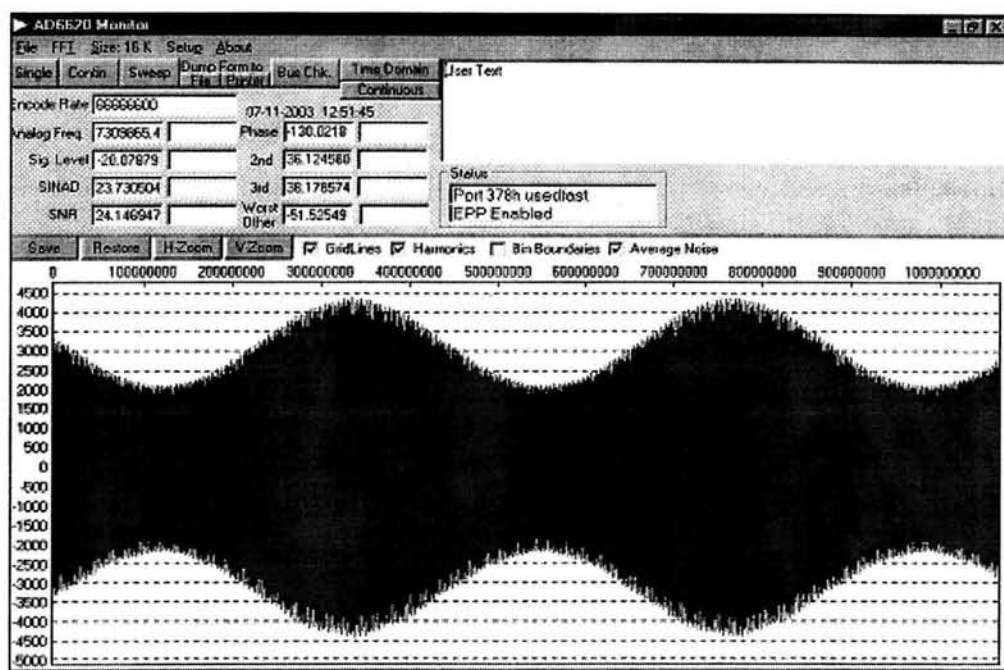 AD6620 Monitor
File FFT Size: 16 K Setup About
Single Contin. Sweep Dump Form to File Printer Bus Chk. Time Domain Continuous
User Text
Encode Rate 66666600
07-11-2003 12:51:45
Analog Freq. 7309865.4 Phase -130.0218
Sig. Level -20.07879 2nd 36.124560
SINAD 23.730504 3rd 38.178574
SNR 24.146947 Worst Other -51.52549
Status
Port 378h usedlast
EPP Enabled
Save Restore H-Zoom V-Zoom GridLines Harmonics Bin Boundaries Average Noise
0 100000000 200000000 300000000 400000000 500000000 600000000 700000000 800000000 900000000 1000000000
4500
4000
3500
3000
2500
2000
1500
1000
500
0
-500
-1000
-1500
-2000
-2500
-3000
-3500
-4000
-4500
-5000